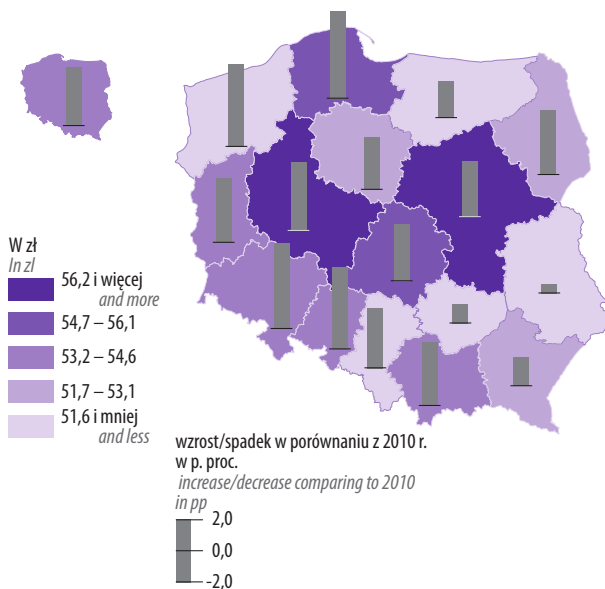 W zł
In zl
56,2 i więcej
and more
54,7 – 56,1
53,2 – 54,6
51,7 – 53,1
51,6 i mniej
and less
wzrost/spadek w porównaniu z 2010 r.
w p. proc.
increase/decrease comparing to 2010
in pp
2,0
0,0
-2,0